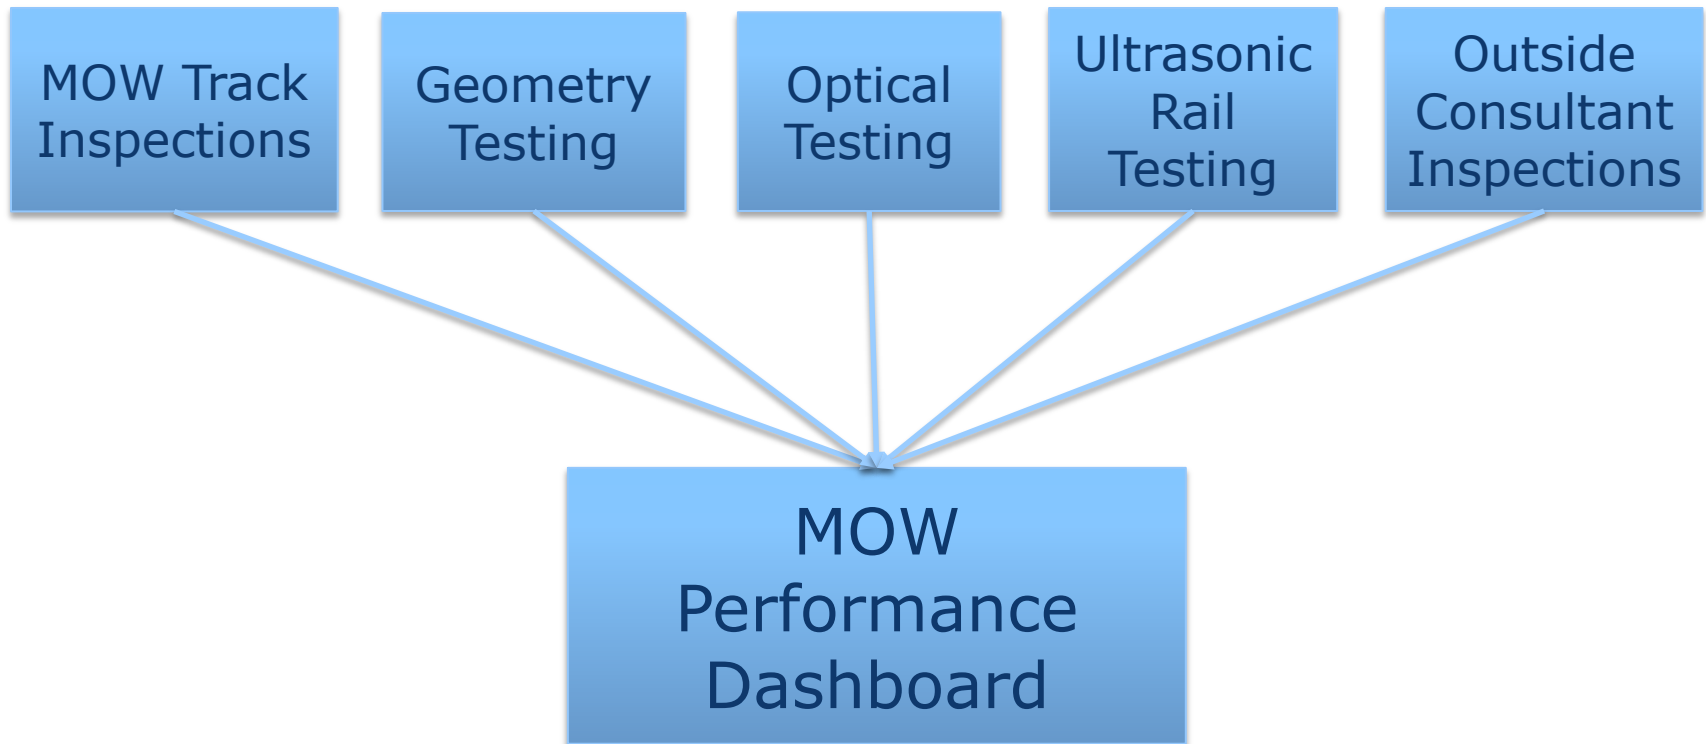 MOW Track
Inspections
Geometry
Testing
Optical
Testing
Ultrasonic
Rail
Testing
Outside
Consultant
Inspections
MOW
Performance
Dashboard